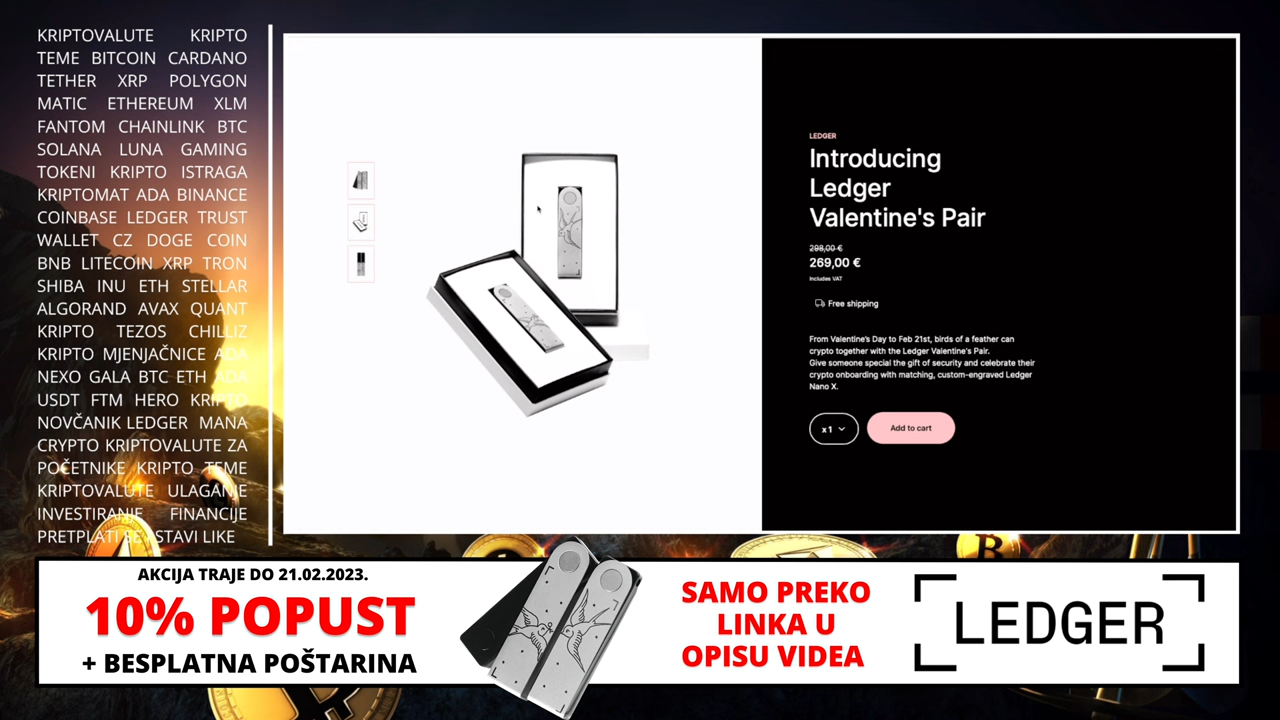 KRIPTOVALUTE KRIPTO
TEME BITCOIN CARDANO
TETHER XRP POLYGON
MATIC ETHEREUM XLM
FANTOM CHAINLINK BTC
SOLANA LUNA GAMING
TOKENI KRIPTO ISTRAGA
KRIPTOMAT ADA BINANCE
COINBASE LEDGER TRUST
WALLET CZ DOGE COIN
BNB LITECOIN XRP TRON
SHIBA INU ETH STELLAR
ALGORAND AVAX QUANT
KRIPTO TEZOS CHILLIZ
KRIPTO MJENJAČNICE ADA
NEXO GALA BTC ETH ADA
USDT FTM HERO KRIPTO
NOVČANIK LEDGER MANA
CRYPTO KRIPTOVALUTE ZA
POČETNIKE KRIPTO TEME
KRIPTOVALUTE ULAGANJE
INVESTIRANJE FINANCIJE
PRETPLATI SE STAVI LIKE
LEDGER
Introducing
Ledger
Valentine's Pair
298,00 €
269,00 €
Includes VAT
Free shipping
From Valentine's Day to Feb 21st, birds of a feather can
crypto together with the Ledger Valentine's Pair.
Give someone special the gift of security and celebrate their
crypto onboarding with matching, custom-engraved Ledger
Nano X.
x 1
Add to cart
AKCIJA TRAJE DO 21.02.2023.
10% POPUST
+ BESPLATNA POŠTARINA
SAMO PREKO
LINKA U
OPISU VIDEA
LEDGER